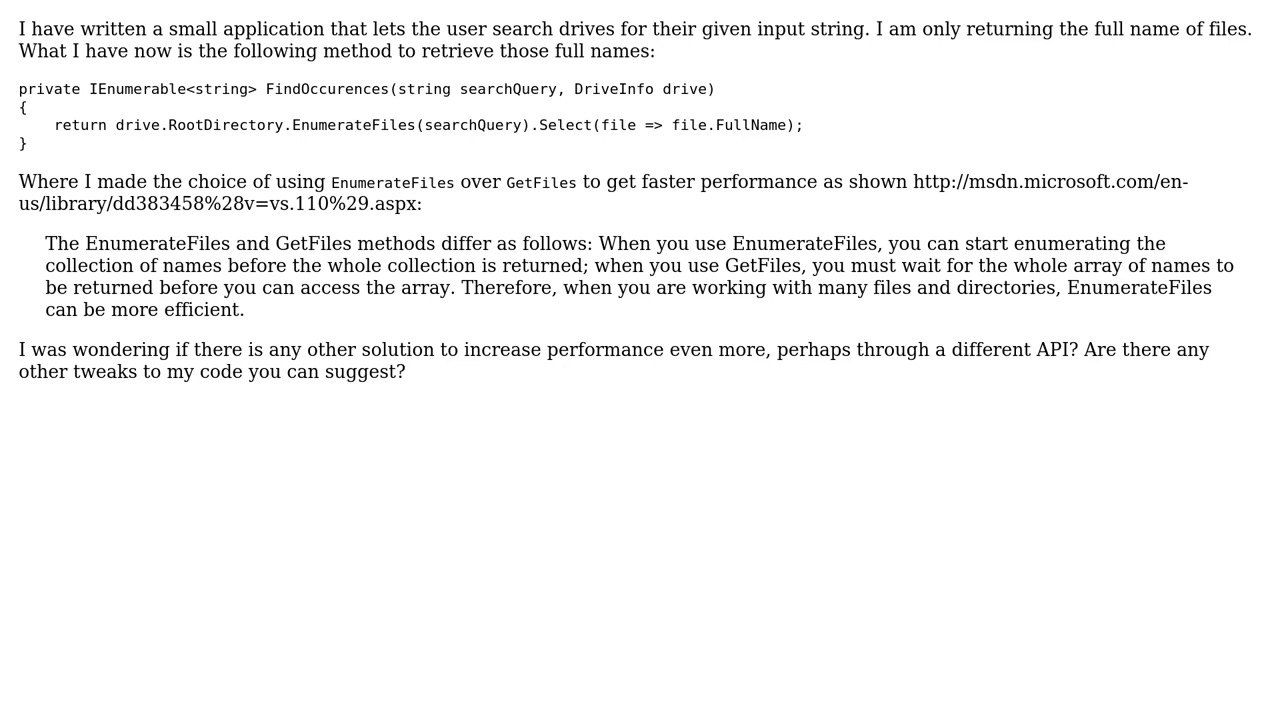 I have written a small application that lets the user search drives for their given input string. I am only returning the full name of files.
What I have now is the following method to retrieve those full names:
private IEnumerable<string> FindOccurences(string searchQuery, DriveInfo drive)
{
    return drive.RootDirectory.EnumerateFiles(searchQuery).Select(file => file.FullName);
}
Where I made the choice of using EnumerateFiles over GetFiles to get faster performance as shown http://msdn.microsoft.com/en-
us/library/dd383458%28v=vs.110%29.aspx:
The EnumerateFiles and GetFiles methods differ as follows: When you use EnumerateFiles, you can start enumerating the
collection of names before the whole collection is returned; when you use GetFiles, you must wait for the whole array of names to
be returned before you can access the array. Therefore, when you are working with many files and directories, EnumerateFiles
can be more efficient.
I was wondering if there is any other solution to increase performance even more, perhaps through a different API? Are there any
other tweaks to my code you can suggest?